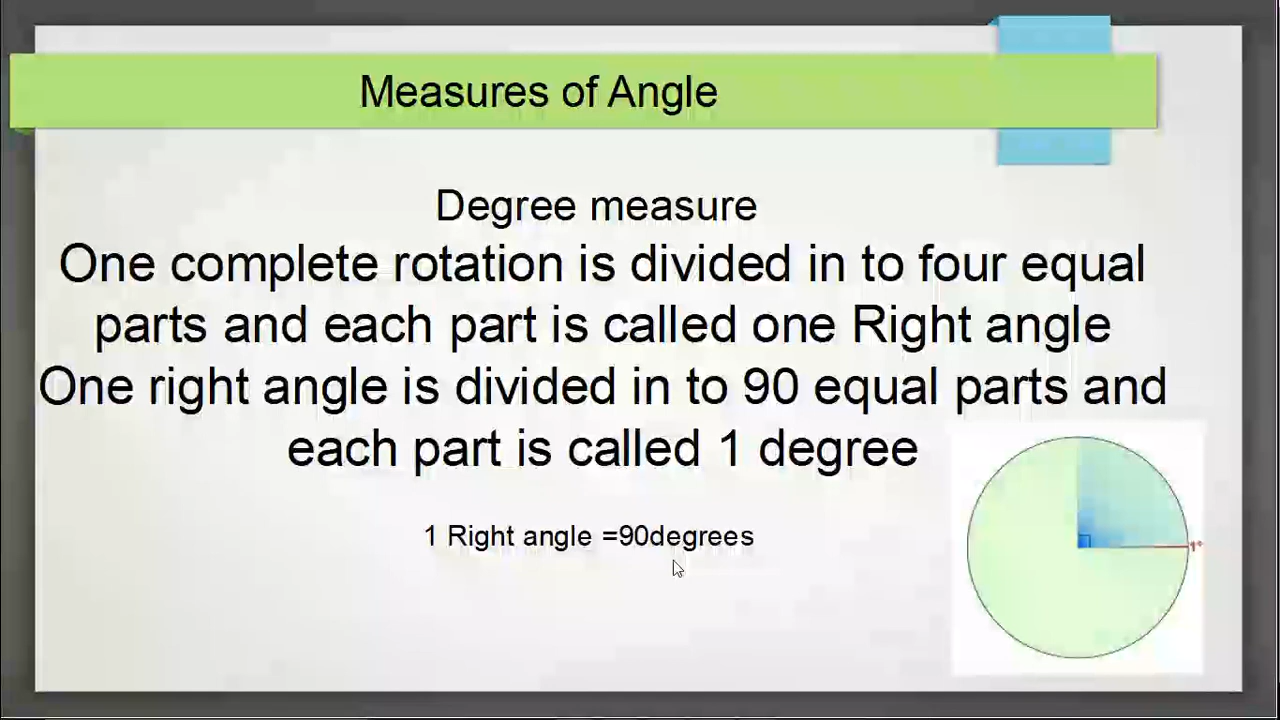 Measures of Angle
Degree measure
One complete rotation is divided in to four equal
parts and each part is called one Right angle
One right angle is divided in to 90 equal parts and
each part is called 1 degree
1 Right angle =90degrees
1°